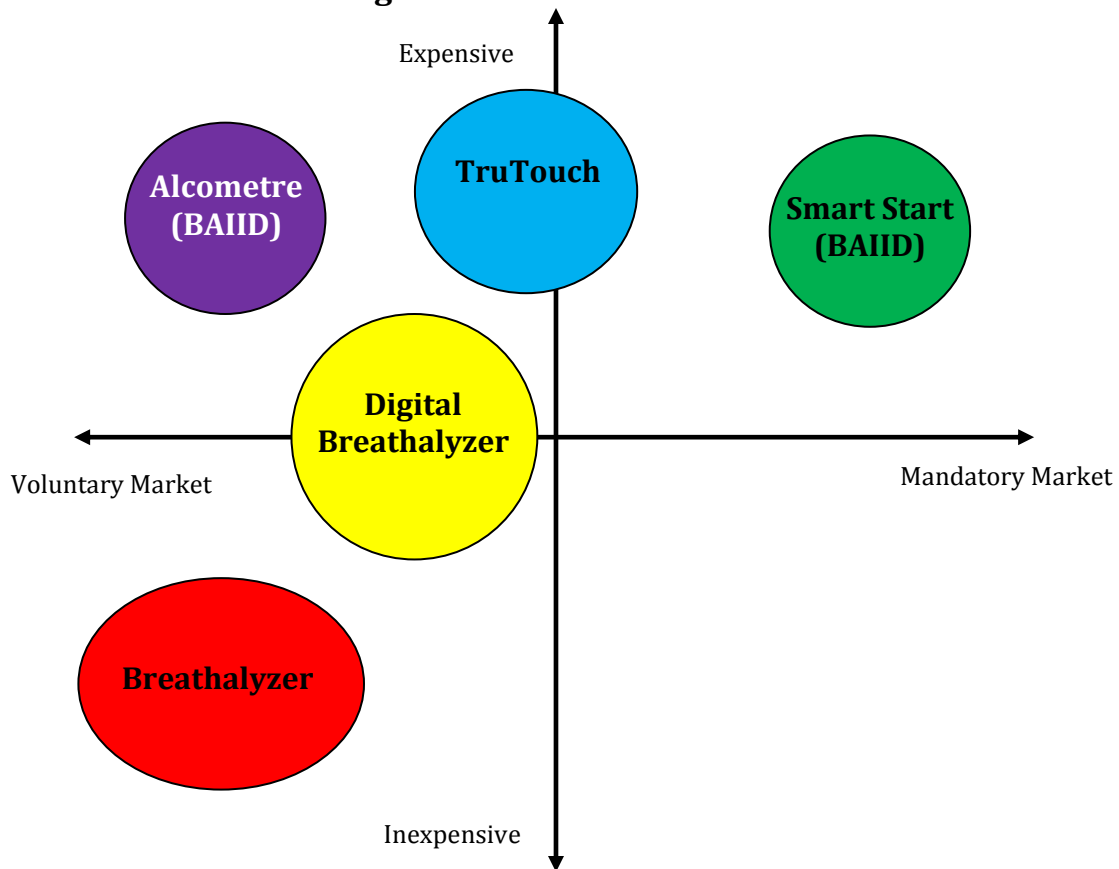 Expensive
TruTouch
Alcometre
(BAIID)
Smart Start
(BAIID)
Digital
Breathalyzer
Voluntary Market
Mandatory Market
Breathalyzer
Inexpensive